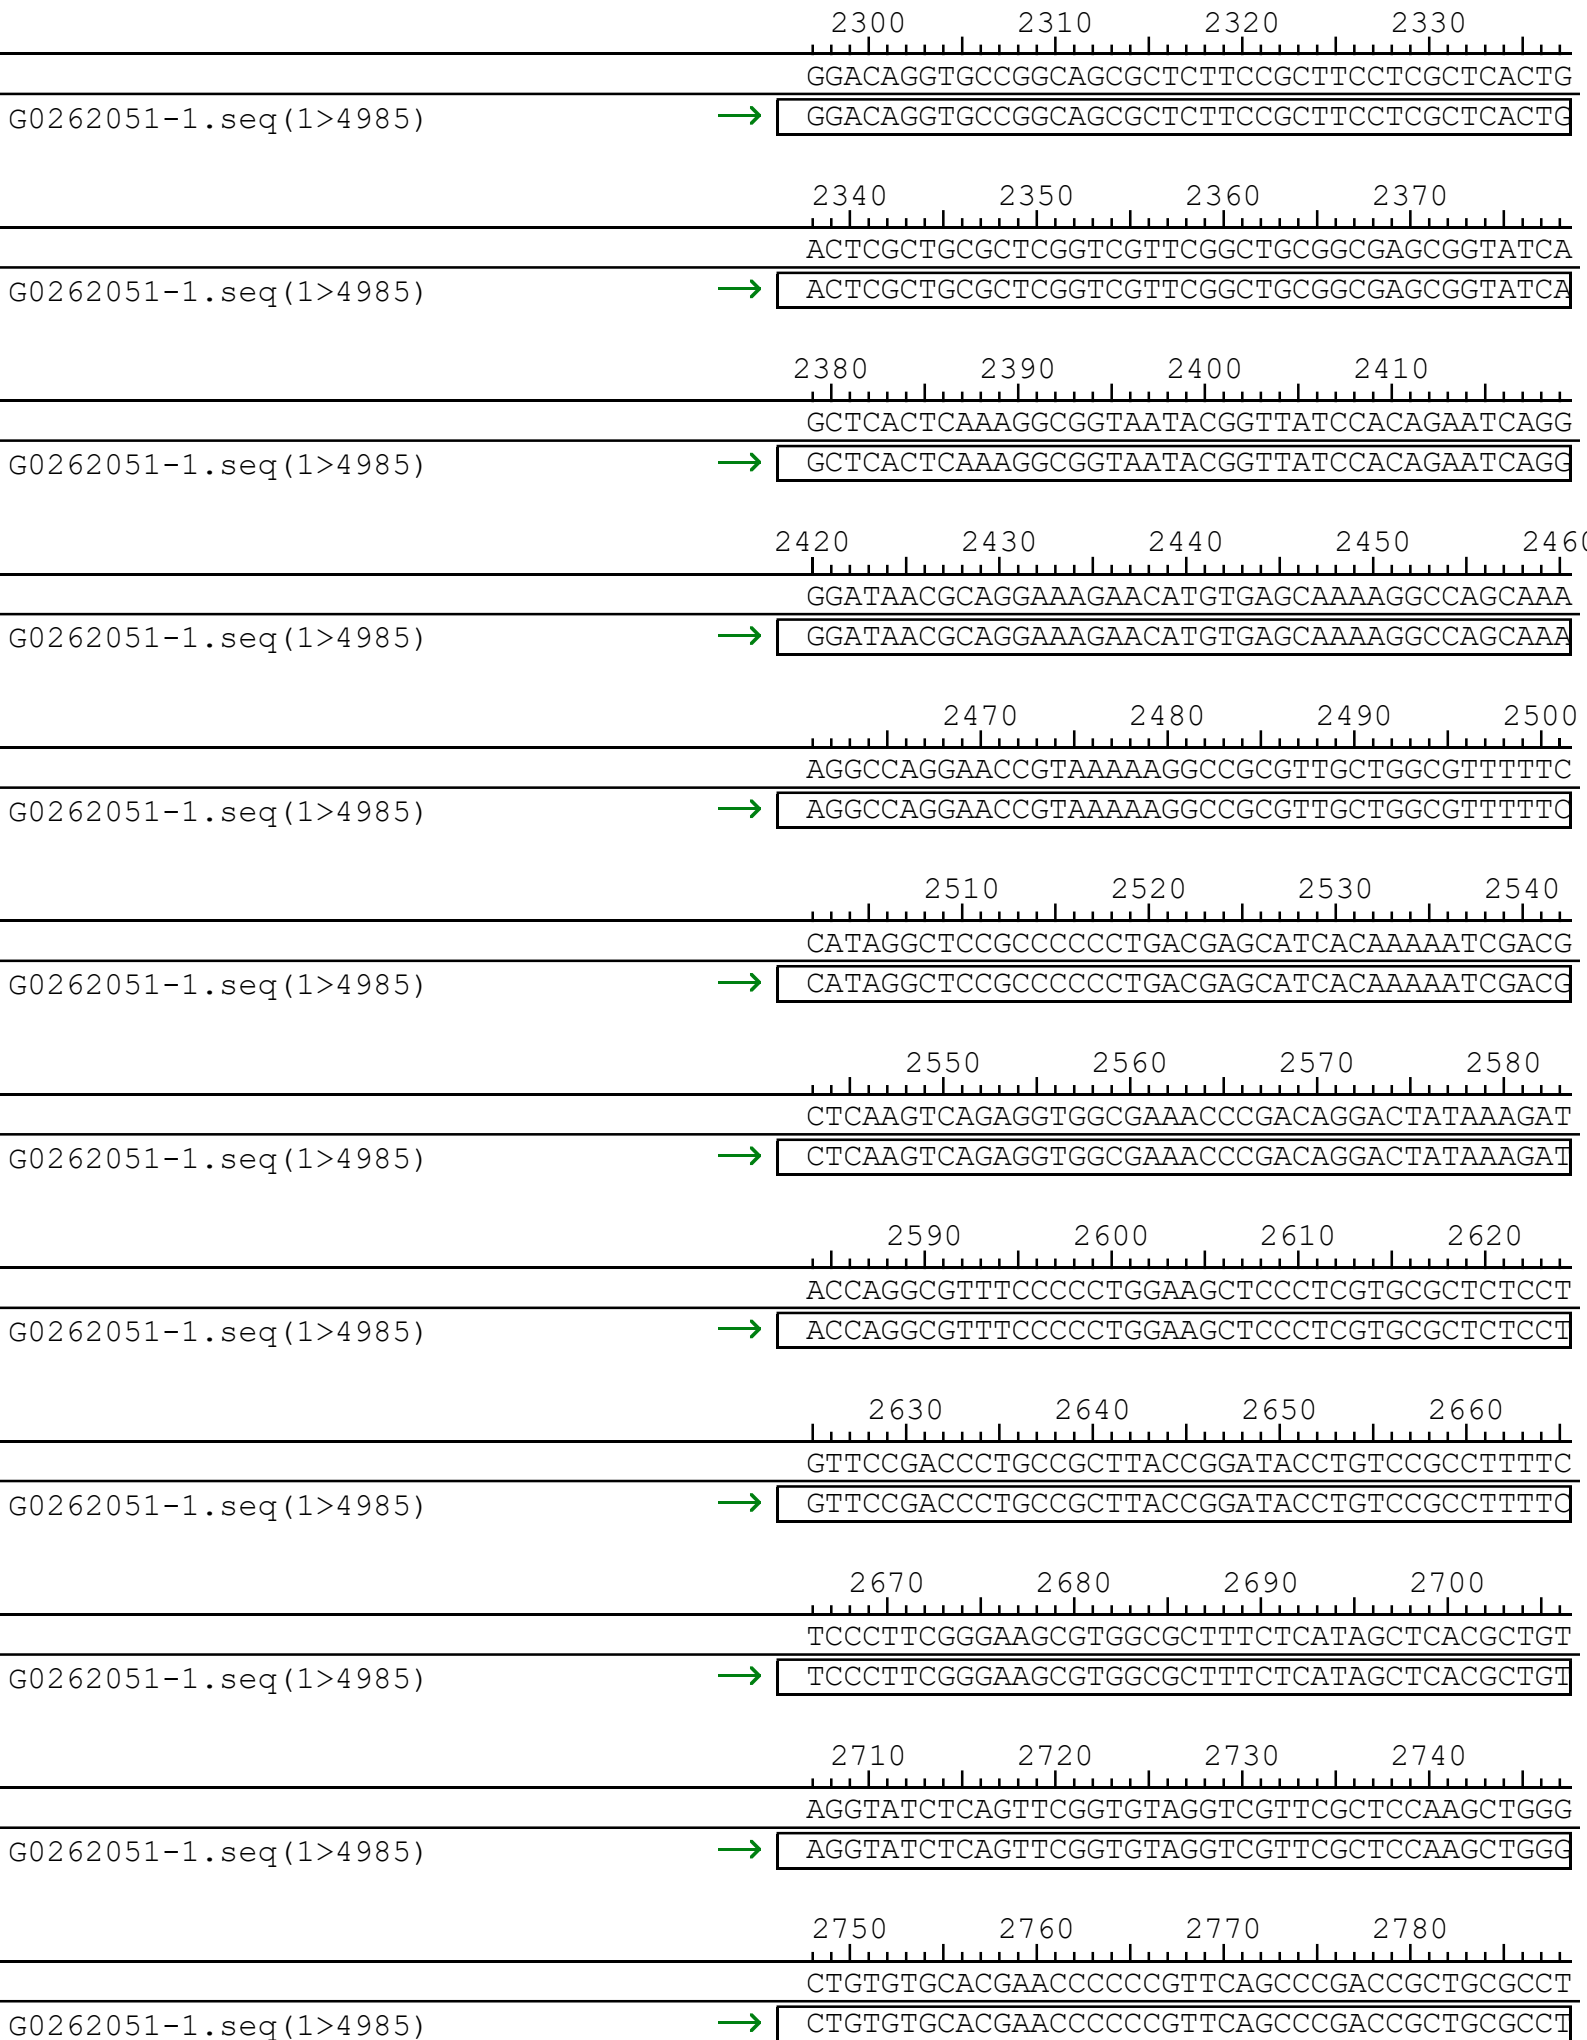 2300 2310 2320 2330
GGACAGGTGCCGGCAGCGCTCTTCCGCTTCCTCGCTCACTG
G0262051-1.seq(1>4985) → GGACAGGTGCCGGCAGCGCTCTTCCGCTTCCTCGCTCACTG
2340 2350 2360 2370
ACTCGCTGCGCTCGGTCGTTCGGCTGCGGCGAGCGGTATCA
G0262051-1.seq(1>4985) → ACTCGCTGCGCTCGGTCGTTCGGCTGCGGCGAGCGGTATCA
2380 2390 2400 2410
GCTCACTCAAAGGCGGTAATACGGTTATCCACAGAATCAGG
G0262051-1.seq(1>4985) → GCTCACTCAAAGGCGGTAATACGGTTATCCACAGAATCAGG
2420 2430 2440 2450 2460
GGATAACGCAGGAAAGAACATGTGAGCAAAAGGCCAGCAAA
G0262051-1.seq(1>4985) → GGATAACGCAGGAAAGAACATGTGAGCAAAAGGCCAGCAAA
2470 2480 2490 2500
AGGCCAGGAACCGTAAAAAGGCCGCGTTGCTGGCGTTTTTC
G0262051-1.seq(1>4985) → AGGCCAGGAACCGTAAAAAGGCCGCGTTGCTGGCGTTTTTC
2510 2520 2530 2540
CATAGGCTCCGCCCCCCTGACGAGCATCACAAAAATCGACG
G0262051-1.seq(1>4985) → CATAGGCTCCGCCCCCCTGACGAGCATCACAAAAATCGACG
2550 2560 2570 2580
CTCAAGTCAGAGGTGGCGAAACCCGACAGGACTATAAAGAT
G0262051-1.seq(1>4985) → CTCAAGTCAGAGGTGGCGAAACCCGACAGGACTATAAAGAT
2590 2600 2610 2620
ACCAGGCGTTTCCCCCTGGAAGCTCCCTCGTGCGCTCTCCT
G0262051-1.seq(1>4985) → ACCAGGCGTTTCCCCCTGGAAGCTCCCTCGTGCGCTCTCCT
2630 2640 2650 2660
GTTCCGACCCTGCCGCTTACCGGATACCTGTCCGCCTTTTC
G0262051-1.seq(1>4985) → GTTCCGACCCTGCCGCTTACCGGATACCTGTCCGCCTTTTC
2670 2680 2690 2700
TCCCTTCGGGAAGCGTGGCGCTTTCTCATAGCTCACGCTGT
G0262051-1.seq(1>4985) → TCCCTTCGGGAAGCGTGGCGCTTTCTCATAGCTCACGCTGT
2710 2720 2730 2740
AGGTATCTCAGTTCGGTGTAGGTCGTTCGCTCCAAGCTGGG
G0262051-1.seq(1>4985) → AGGTATCTCAGTTCGGTGTAGGTCGTTCGCTCCAAGCTGGG
2750 2760 2770 2780
CTGTGTGCACGAACCCCCCGTTCAGCCCGACCGCTGCGCCT
G0262051-1.seq(1>4985) → CTGTGTGCACGAACCCCCCGTTCAGCCCGACCGCTGCGCCT